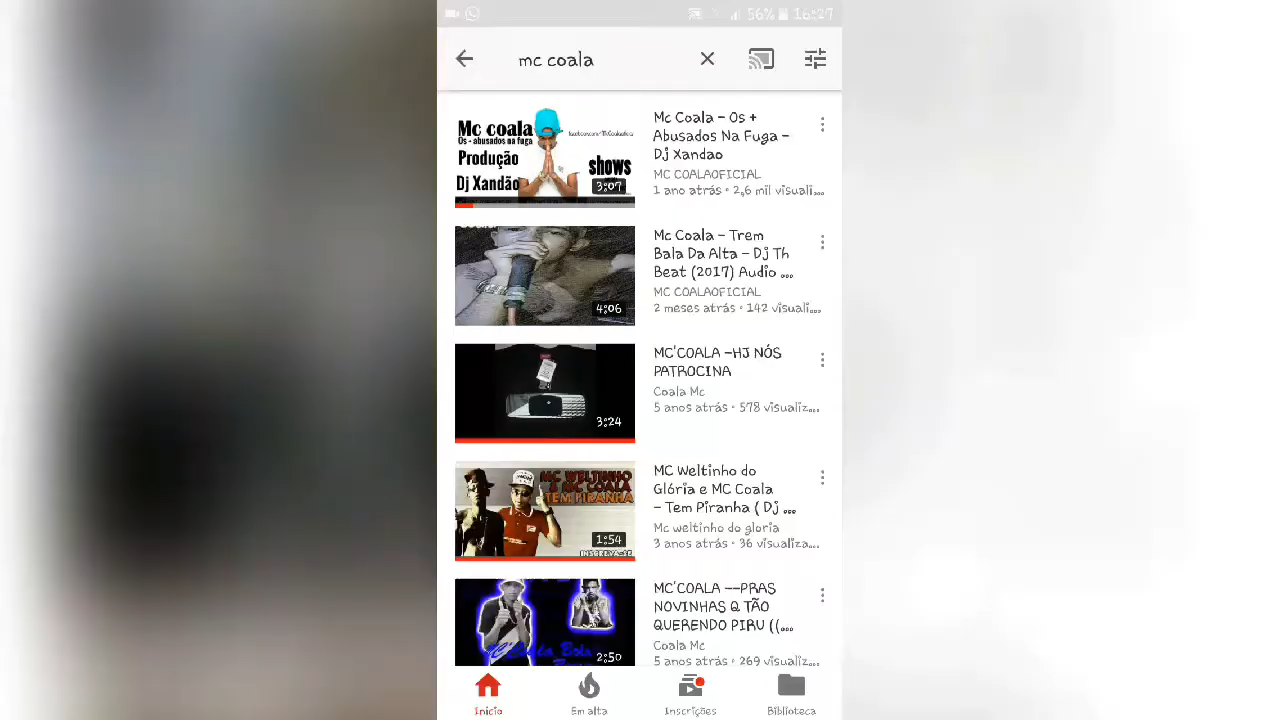 56% 16:27
mc coala
Mc coala
Os - abusados na fuga
Produção
Dj Xandão
shows
3:07
Mc Coala - Os +
Abusados Na Fuga -
Dj Xandao
MC COALAOFICIAL
1 ano atrás • 2,6 mil visuali...
4:06
Mc Coala - Trem
Bala Da Alta - Dj Th
Beat (2017) Audio ...
MC COALAOFICIAL
2 meses atrás • 142 visuali...
3:24
MC'COALA -HJ NÓS
PATROCINA
Coala Mc
5 anos atrás • 578 visualiz...
MC WELTINHO
& MC COALA
TEM PIRANHA
1:54
INSCREVA-SE
MC Weltinho do
Glória e MC Coala
- Tem Piranha ( Dj ...
Mc weltinho do gloria
3 anos atrás • 36 visualiza...
2:50
MC'COALA --PRAS
NOVINHAS Q TÃO
QUERENDO PIRU ((...
Coala Mc
5 anos atrás • 269 visualiz...
Início
Em alta
Inscrições
Biblioteca